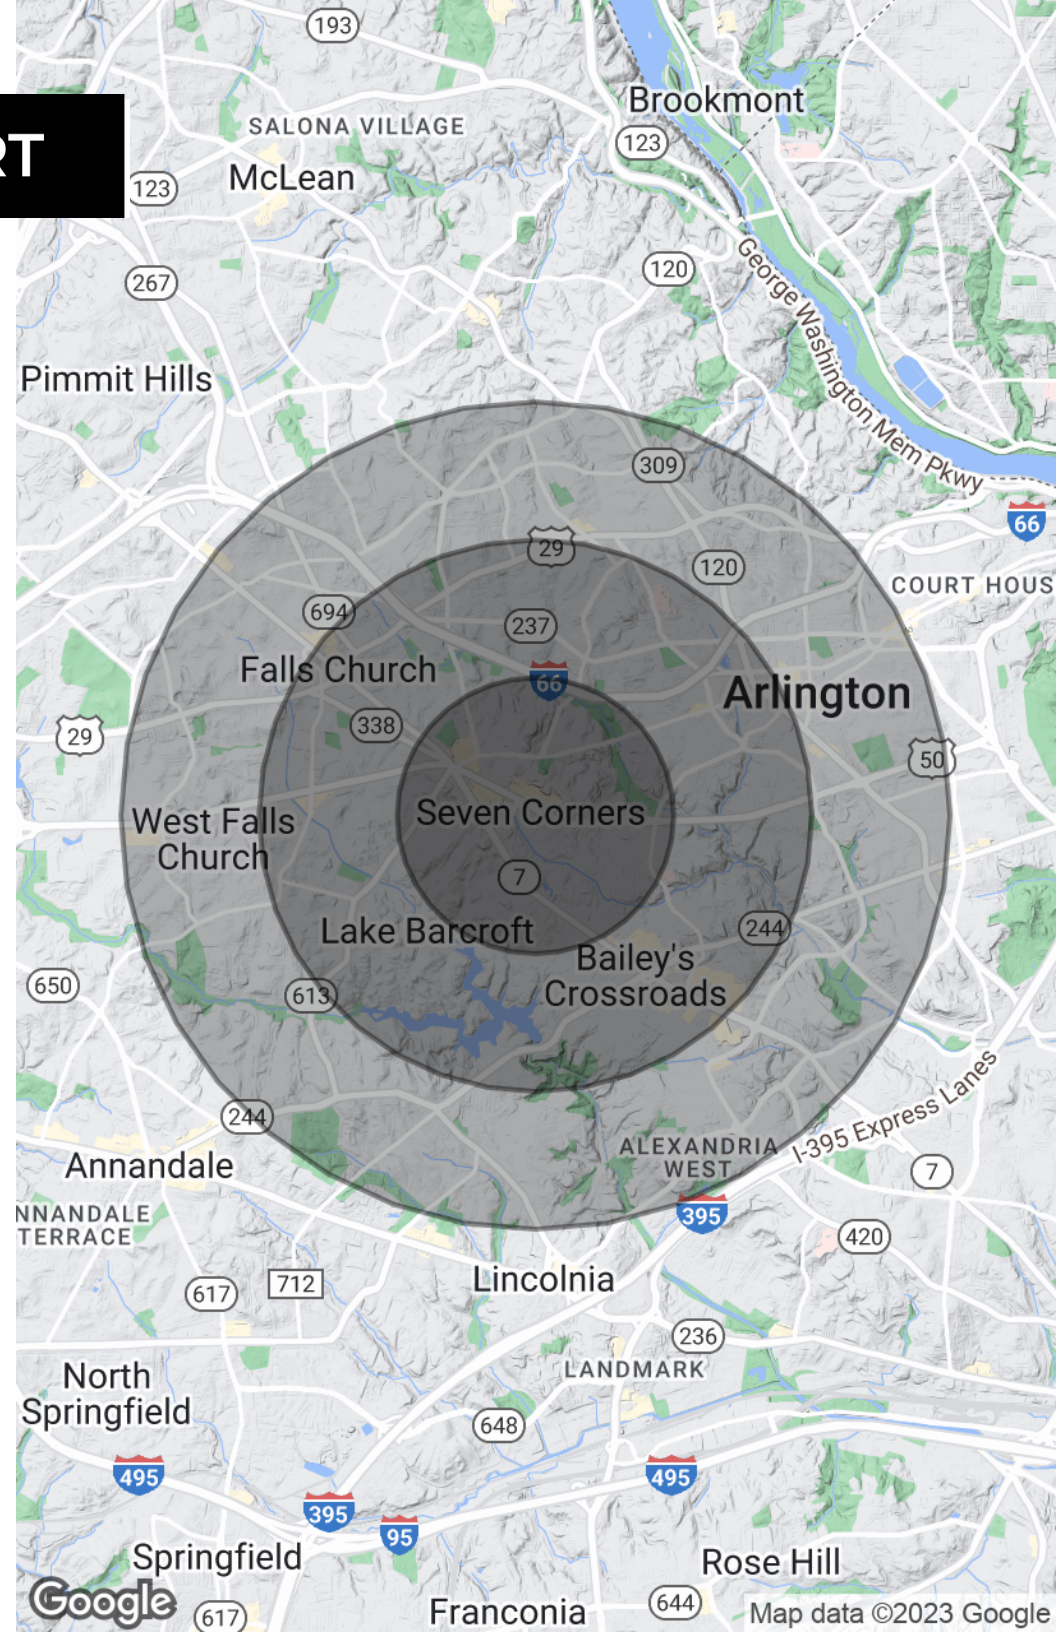 193
Brookmont
SALONA VILLAGE
123
RT
McLean
123
George Washington Mem Pkwy
120
267
Pimmit Hills
309
66
29
120
COURT HOUS
694
237
Falls Church
66
Arlington
338
29
50
Seven Corners
West Falls
Church
7
Lake Barcroft
244
Bailey's
Crossroads
650
613
I-395 Express Lanes
244
ALEXANDRIA
WEST
Annandale
7
NNANDALE
TERRACE
395
420
Lincolnia
712
617
236
LANDMARK
North
Springfield
648
495
495
395
95
Springfield
Rose Hill
Google
617
Franconia
644
Map data ©2023 Google